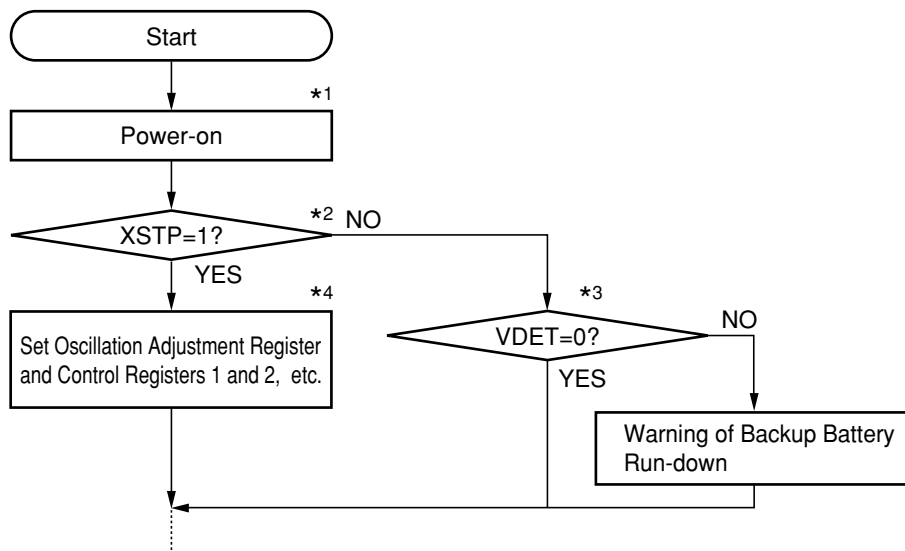 Start
*1
Power-on
*2
XSTP=1?
NO
YES
*4
Set Oscillation Adjustment Register
and Control Registers 1 and 2, etc.
*3
VDET=0?
NO
YES
Warning of Backup Battery
Run-down